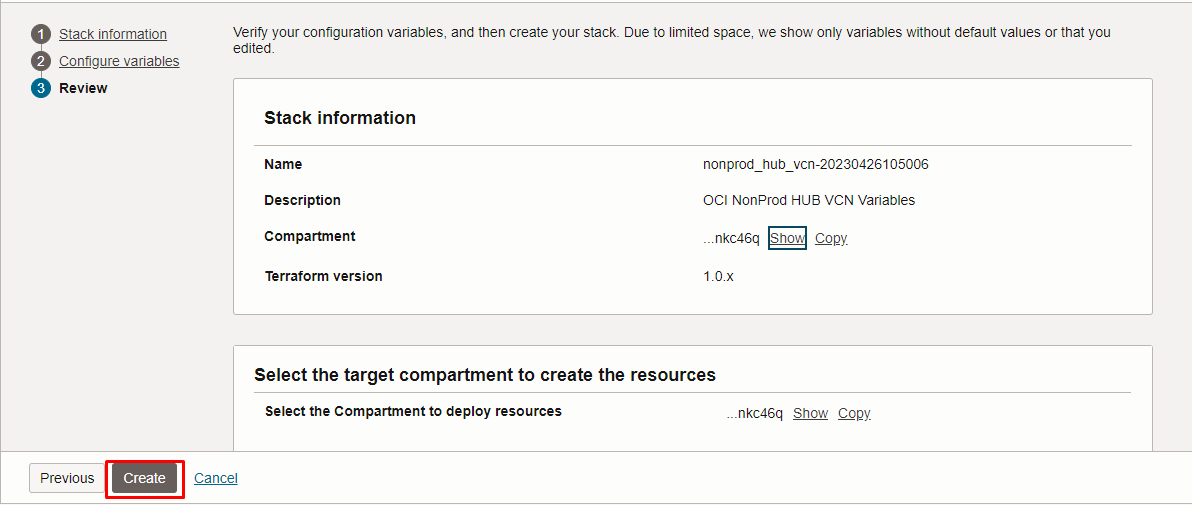 1 Stack information
2 Configure variables
3 Review
Verify your configuration variables, and then create your stack. Due to limited space, we show only variables without default values or that you
edited.
Stack information
Name nonprod_hub_vcn-20230426105006
Description OCI NonProd HUB VCN Variables
Compartment ...nkc46q Show Copy
Terraform version 1.0.x
Select the target compartment to create the resources
Select the Compartment to deploy resources ...nkc46q Show Copy
Previous Create Cancel